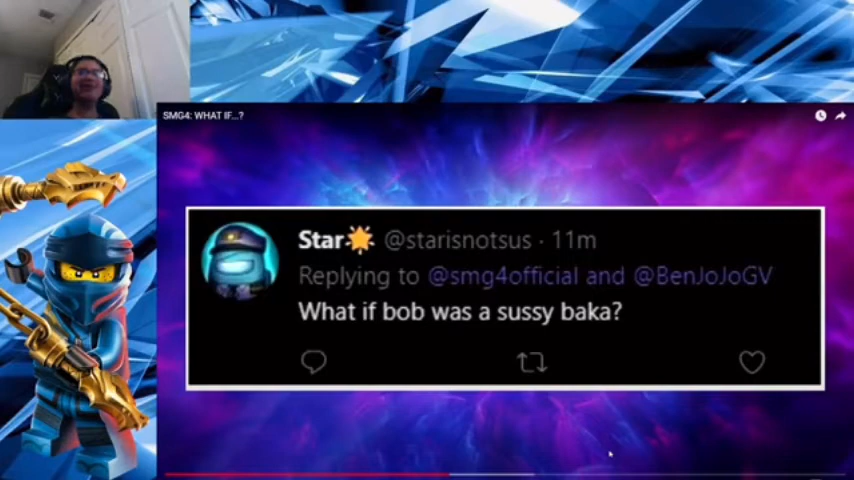 SMG4: WHAT IF...?
Star🌟 @starisnotsus · 11m
Replying to @smg4official and @BenJoJoGV
What if bob was a sussy baka?